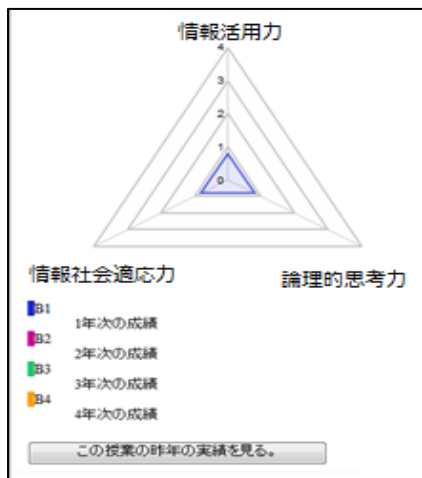 情報活用力
4
3
2
1
0
情報社会適応力
論理的思考力
B1
1年次の成績
B2
2年次の成績
B3
3年次の成績
B4
4年次の成績
この授業の昨年の実績を見る。